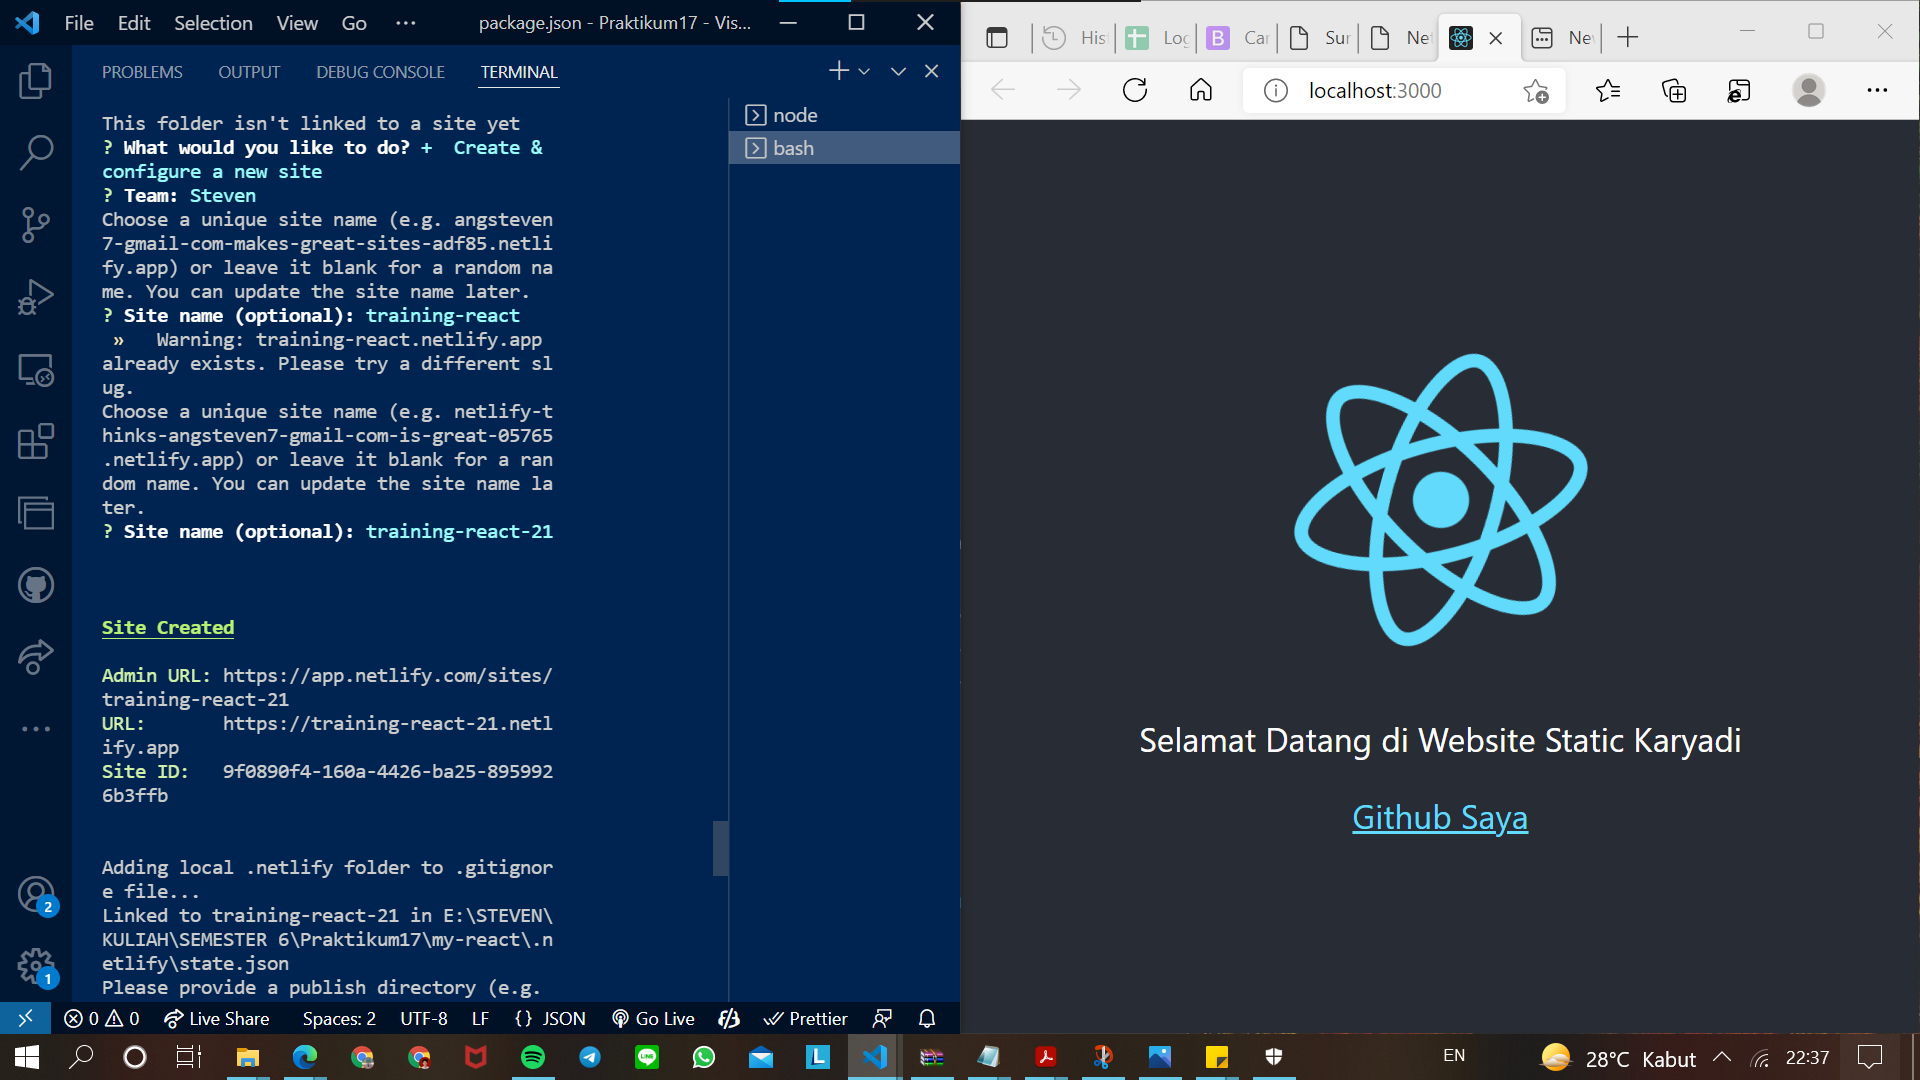 File Edit Selection View Go ··· package.json - Praktikum17 - Vis...
PROBLEMS OUTPUT DEBUG CONSOLE TERMINAL
This folder isn't linked to a site yet
? What would you like to do? + Create &
configure a new site
? Team: Steven
Choose a unique site name (e.g. angsteven
7-gmail-com-makes-great-sites-adf85.netli
fy.app) or leave it blank for a random na
me. You can update the site name later.
? Site name (optional): training-react
» Warning: training-react.netlify.app
already exists. Please try a different sl
ug.
Choose a unique site name (e.g. netlify-t
hinks-angsteven7-gmail-com-is-great-05765
.netlify.app) or leave it blank for a ran
dom name. You can update the site name la
ter.
? Site name (optional): training-react-21
Site Created
Admin URL: https://app.netlify.com/sites/
training-react-21
URL: https://training-react-21.netl
ify.app
Site ID: 9f0890f4-160a-4426-ba25-895992
6b3ffb
Adding local .netlify folder to .gitignor
e file...
Linked to training-react-21 in E:\STEVEN\
KULIAH\SEMESTER 6\Praktikum17\my-react\.n
etlify\state.json
Please provide a publish directory (e.g.
node
bash
2
1
0 0 Live Share Spaces: 2 UTF-8 LF {} JSON Go Live Prettier
His Log B Car Sur Net Nev
localhost:3000
Selamat Datang di Website Static Karyadi
Github Saya
LINE L EN 28°C Kabut 22:37